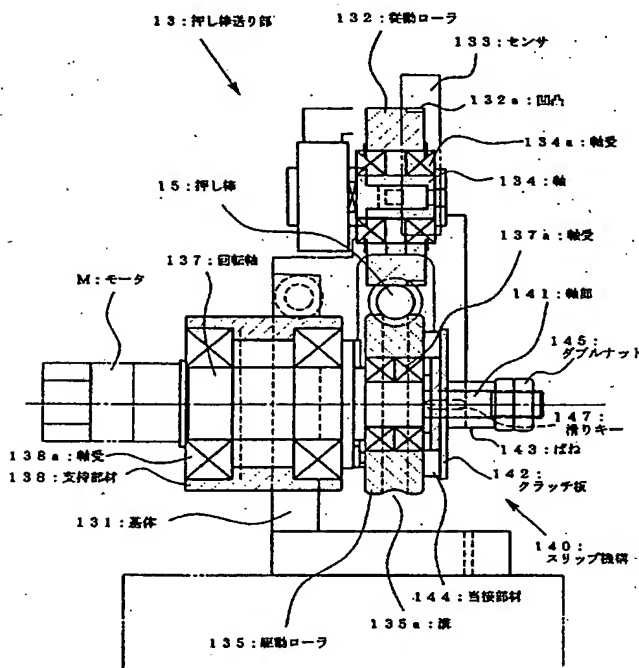 13:押し棒送り部
132:従動ローラ
133:センサ
132a:凹凸
134a:軸受
134:軸
15:押し棒
137a:軸受
137:回転軸
141:軸部
M:モータ
145:
ダブルナット
147:
滑りキー
143:ばね
138a:軸受
138:支持部材
142:
クラッチ板
131:基体
140:
スリップ機構
144:当接部材
135:駆動ローラ
135a:溝